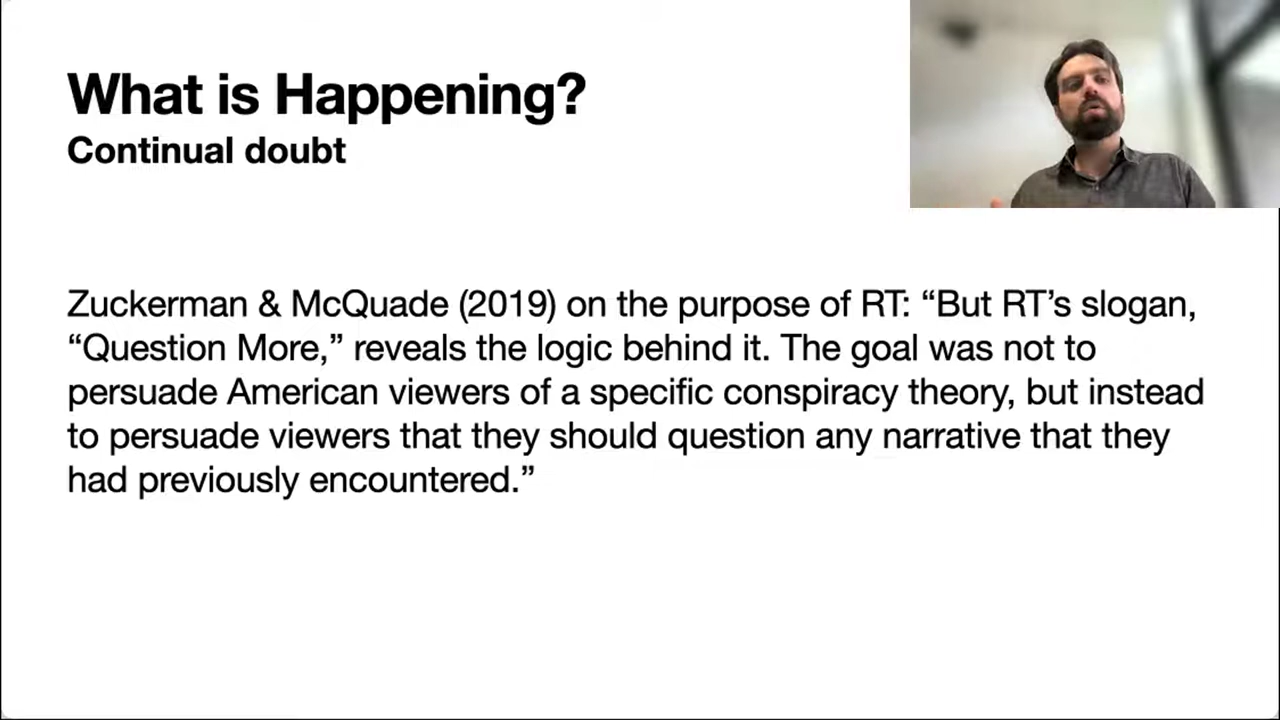 What is Happening?
Continual doubt
Zuckerman & McQuade (2019) on the purpose of RT: “But RT’s slogan,
“Question More,” reveals the logic behind it. The goal was not to
persuade American viewers of a specific conspiracy theory, but instead
to persuade viewers that they should question any narrative that they
had previously encountered.”